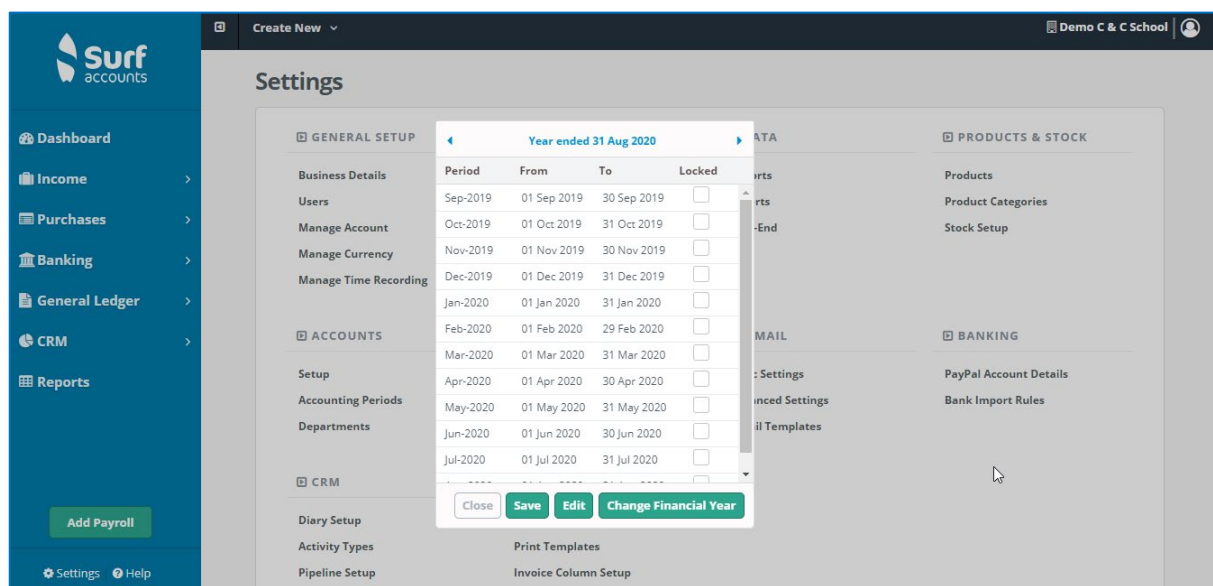 Surf
accounts
Dashboard
Income
Purchases
Banking
General Ledger
CRM
Reports
Add Payroll
Settings Help
Create New
Demo C & C School
Settings
GENERAL SETUP
Business Details
Users
Manage Account
Manage Currency
Manage Time Recording
ACCOUNTS
Setup
Accounting Periods
Departments
CRM
Diary Setup
Activity Types
Pipeline Setup
Year ended 31 Aug 2020
Period From To Locked
Sep-2019 01 Sep 2019 30 Sep 2019
Oct-2019 01 Oct 2019 31 Oct 2019
Nov-2019 01 Nov 2019 30 Nov 2019
Dec-2019 01 Dec 2019 31 Dec 2019
Jan-2020 01 Jan 2020 31 Jan 2020
Feb-2020 01 Feb 2020 29 Feb 2020
Mar-2020 01 Mar 2020 31 Mar 2020
Apr-2020 01 Apr 2020 30 Apr 2020
May-2020 01 May 2020 31 May 2020
Jun-2020 01 Jun 2020 30 Jun 2020
Jul-2020 01 Jul 2020 31 Jul 2020
Close Save Edit Change Financial Year
Print Templates
Invoice Column Setup
-End
MAIL
Settings
il Templates
PRODUCTS & STOCK
Products
Product Categories
Stock Setup
BANKING
PayPal Account Details
Bank Import Rules